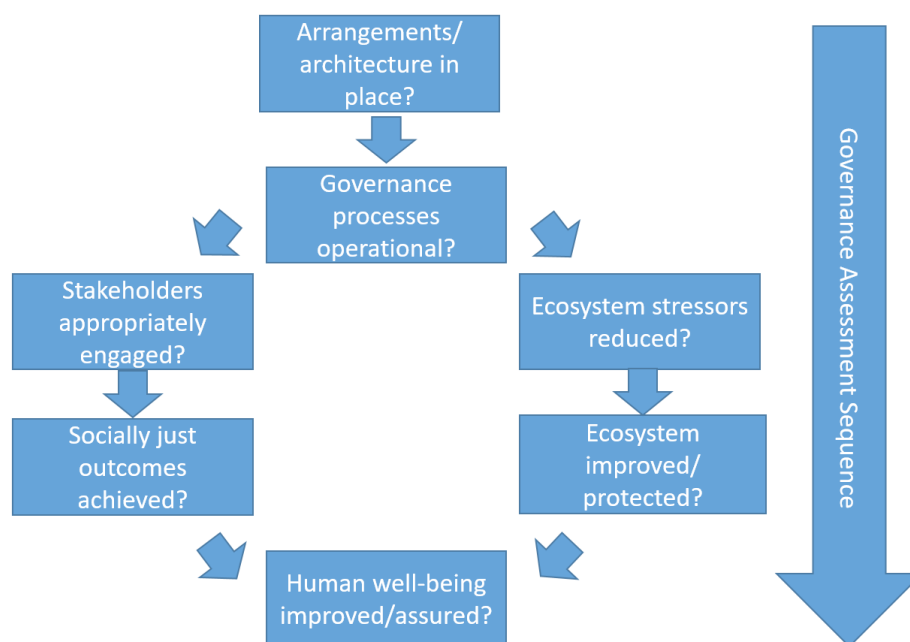 Arrangements/
architecture in
place?
Governance
processes
operational?
Stakeholders
appropriately
engaged?
Ecosystem stressors
reduced?
Socially just
outcomes
achieved?
Ecosystem
improved/
protected?
Human well-being
improved/assured?
Governance Assessment Sequence